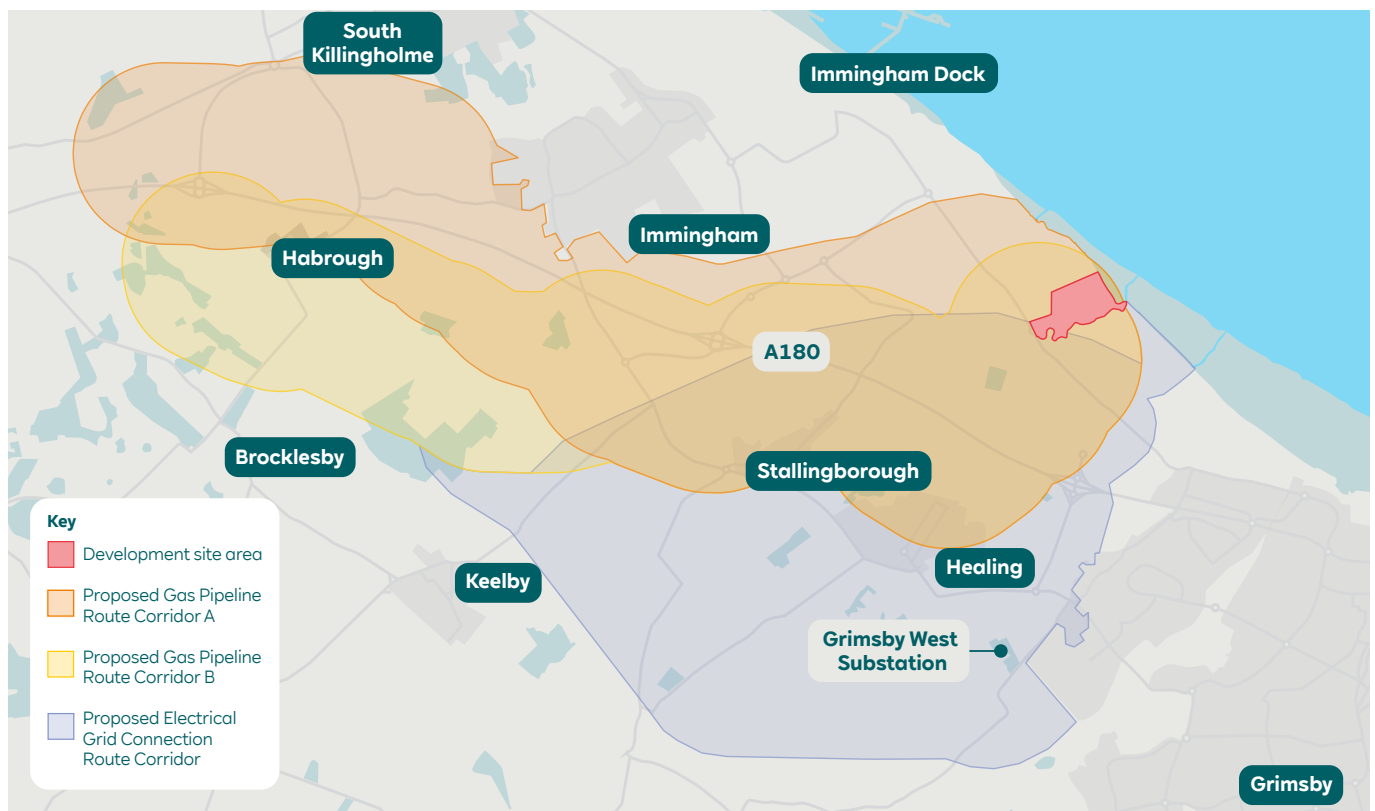 South
Killingholme
Immingham Dock
Immingham
Habrough
A180
Brocklesby
Stallingborough
Keelby
Healing
Grimsby West
Substation
Grimsby
Key
Development site area
Proposed Gas Pipeline
Route Corridor A
Proposed Gas Pipeline
Route Corridor B
Proposed Electrical
Grid Connection
Route Corridor